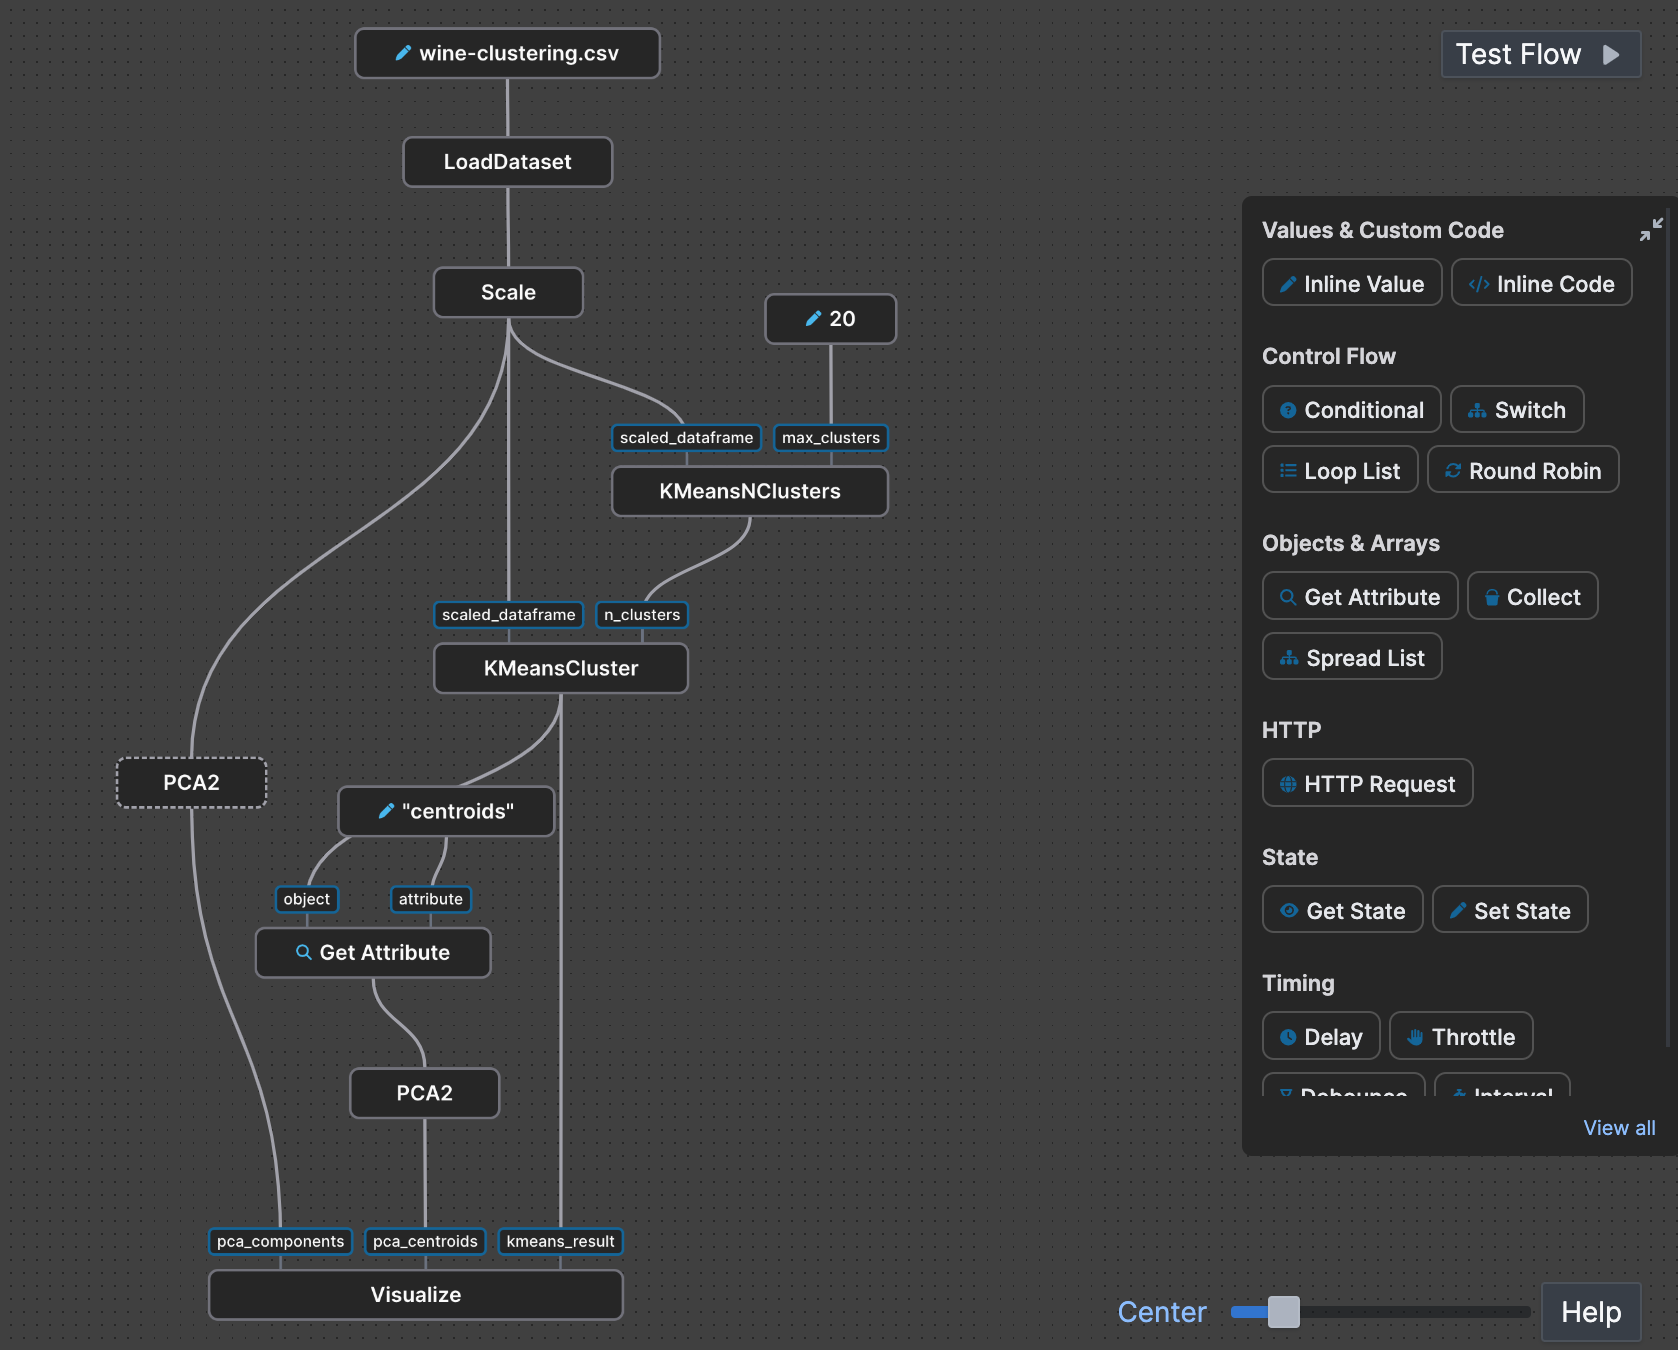 wine-clustering.csv
Test Flow
LoadDataset
Scale
20
scaled_dataframe
max_clusters
KMeansNClusters
scaled_dataframe
n_clusters
KMeansCluster
PCA2
"centroids"
object
attribute
Get Attribute
PCA2
pca_components
pca_centroids
kmeans_result
Visualize
Values & Custom Code
Inline Value
Inline Code
Control Flow
Conditional
Switch
Loop List
Round Robin
Objects & Arrays
Get Attribute
Collect
Spread List
HTTP
HTTP Request
State
Get State
Set State
Timing
Delay
Throttle
Debounce
Interval
View all
Center
Help